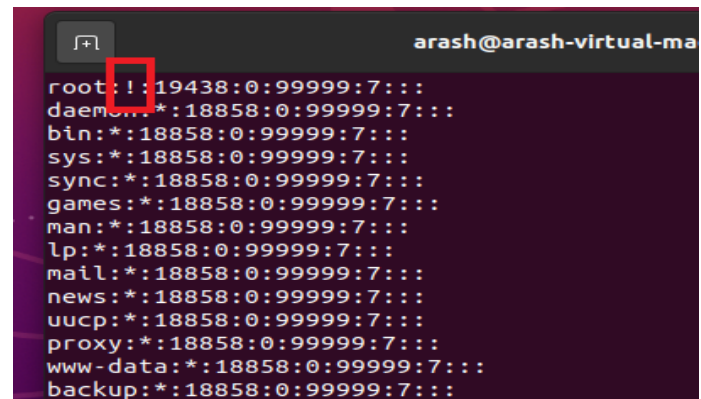 arash@arash-virtual-ma
root:!:19438:0:99999:7:::
daemon:*:18858:0:99999:7:::
bin:*:18858:0:99999:7:::
sys:*:18858:0:99999:7:::
sync:*:18858:0:99999:7:::
games:*:18858:0:99999:7:::
man:*:18858:0:99999:7:::
lp:*:18858:0:99999:7:::
mail:*:18858:0:99999:7:::
news:*:18858:0:99999:7:::
uucp:*:18858:0:99999:7:::
proxy:*:18858:0:99999:7:::
www-data:*:18858:0:99999:7:::
backup:*:18858:0:99999:7:::